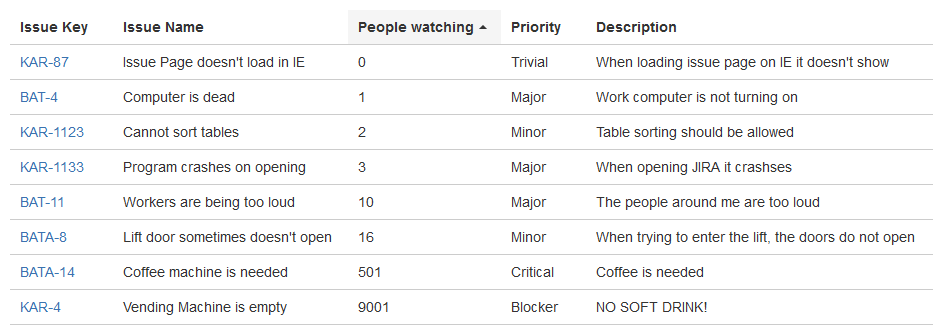 Issue Key Issue Name People watching Priority Description
KAR-87 Issue Page doesn't load in IE 0 Trivial When loading issue page on IE it doesn't show
BAT-4 Computer is dead 1 Major Work computer is not turning on
KAR-1123 Cannot sort tables 2 Minor Table sorting should be allowed
KAR-1133 Program crashes on opening 3 Major When opening JIRA it crashses
BAT-11 Workers are being too loud 10 Major The people around me are too loud
BATA-8 Lift door sometimes doesn't open 16 Minor When trying to enter the lift, the doors do not open
BATA-14 Coffee machine is needed 501 Critical Coffee is needed
KAR-4 Vending Machine is empty 9001 Blocker NO SOFT DRINK!